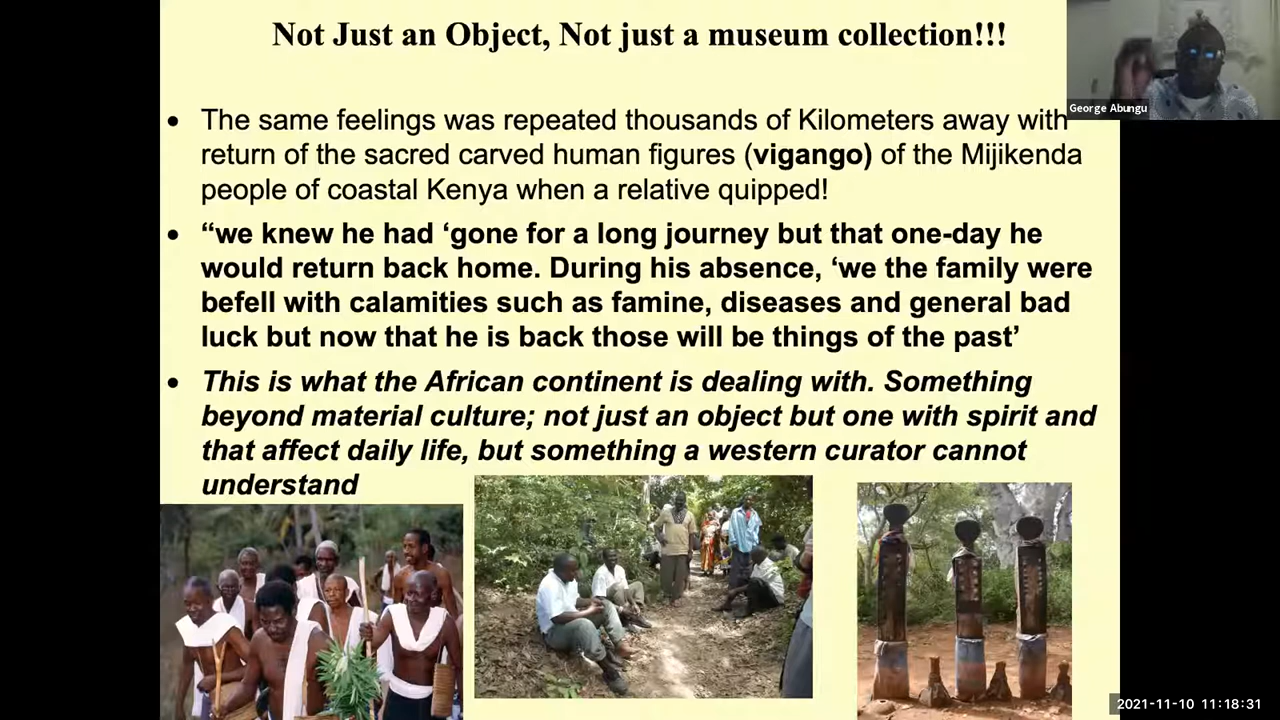 Not Just an Object, Not just a museum collection!!!
George Abungu
• The same feelings was repeated thousands of Kilometers away with
return of the sacred carved human figures (vigango) of the Mijikenda
people of coastal Kenya when a relative quipped!
• “we knew he had ‘gone for a long journey but that one-day he
would return back home. During his absence, ‘we the family were
befell with calamities such as famine, diseases and general bad
luck but now that he is back those will be things of the past’
• This is what the African continent is dealing with. Something
beyond material culture; not just an object but one with spirit and
that affect daily life, but something a western curator cannot
understand
2021-11-10 11:18:31